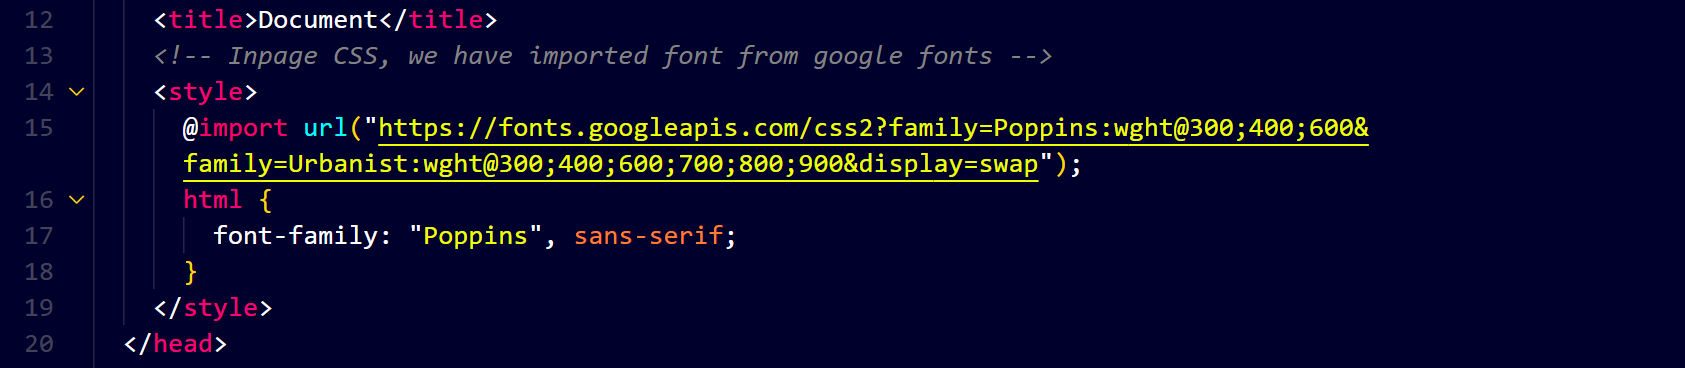 12 <title>Document</title>
13 <!-- Inpage CSS, we have imported font from google fonts -->
14 <style>
15 @import url("https://fonts.googleapis.com/css2?family=Poppins:wght@300;400;600&
family=Urbanist:wght@300;400;600;700;800;900&display=swap");
16 html {
17 font-family: "Poppins", sans-serif;
18 }
19 </style>
20 </head>